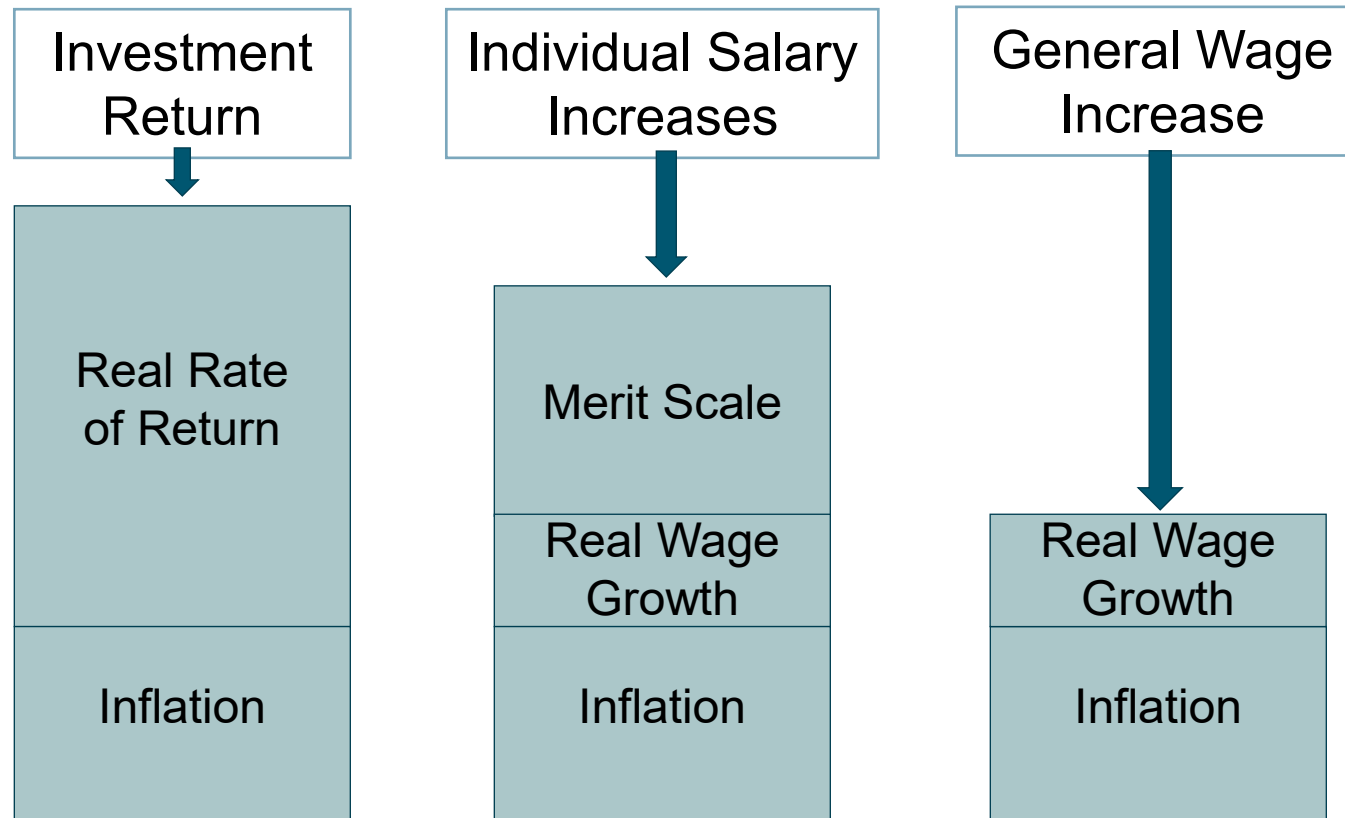 Investment
Return
Individual Salary
Increases
General Wage
Increase
Real Rate
of Return
Inflation
Merit Scale
Real Wage
Growth
Inflation
Real Wage
Growth
Inflation